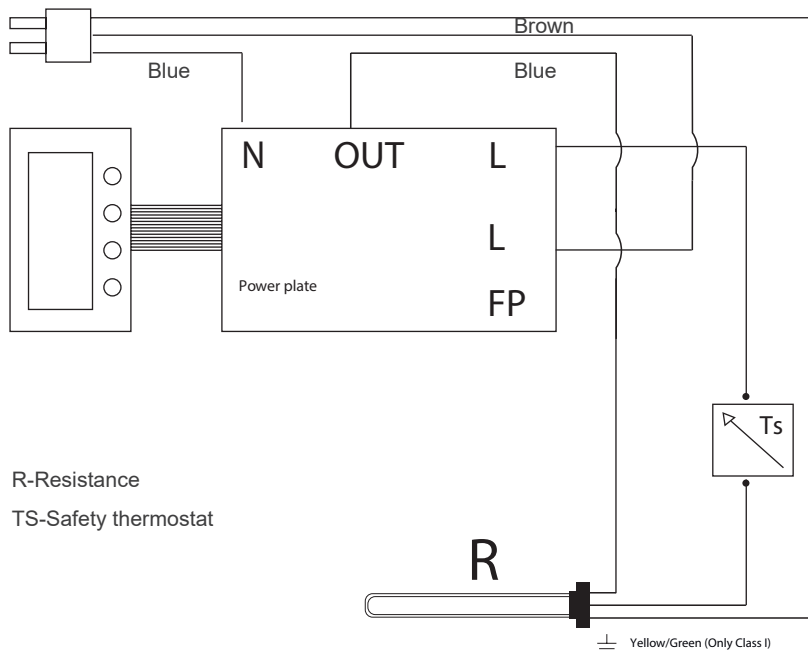 Brown
Blue
Blue
N
OUT
L
L
Power plate
FP
Ts
R-Resistance
TS-Safety thermostat
R
Yellow/Green (Only Class I)